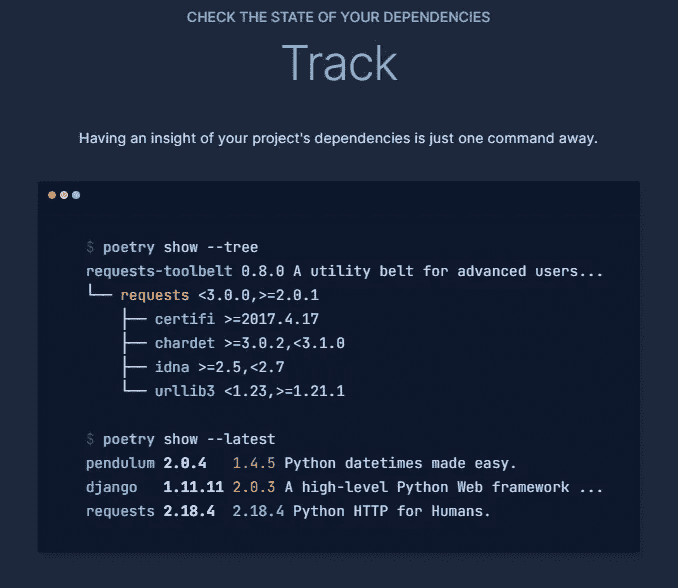 CHECK THE STATE OF YOUR DEPENDENCIES
Track
Having an insight of your project's dependencies is just one command away.
$ poetry show --tree
requests-toolbelt 0.8.0 A utility belt for advanced users...
└── requests <3.0.0,>=2.0.1
    ├── certifi >=2017.4.17
    ├── chardet >=3.0.2,<3.1.0
    ├── idna >=2.5,<2.7
    └── urllib3 <1.23,>=1.21.1
$ poetry show --latest
pendulum 2.0.4   1.4.5 Python datetimes made easy.
django   1.11.11 2.0.3 A high-level Python Web framework ...
requests 2.18.4  2.18.4 Python HTTP for Humans.